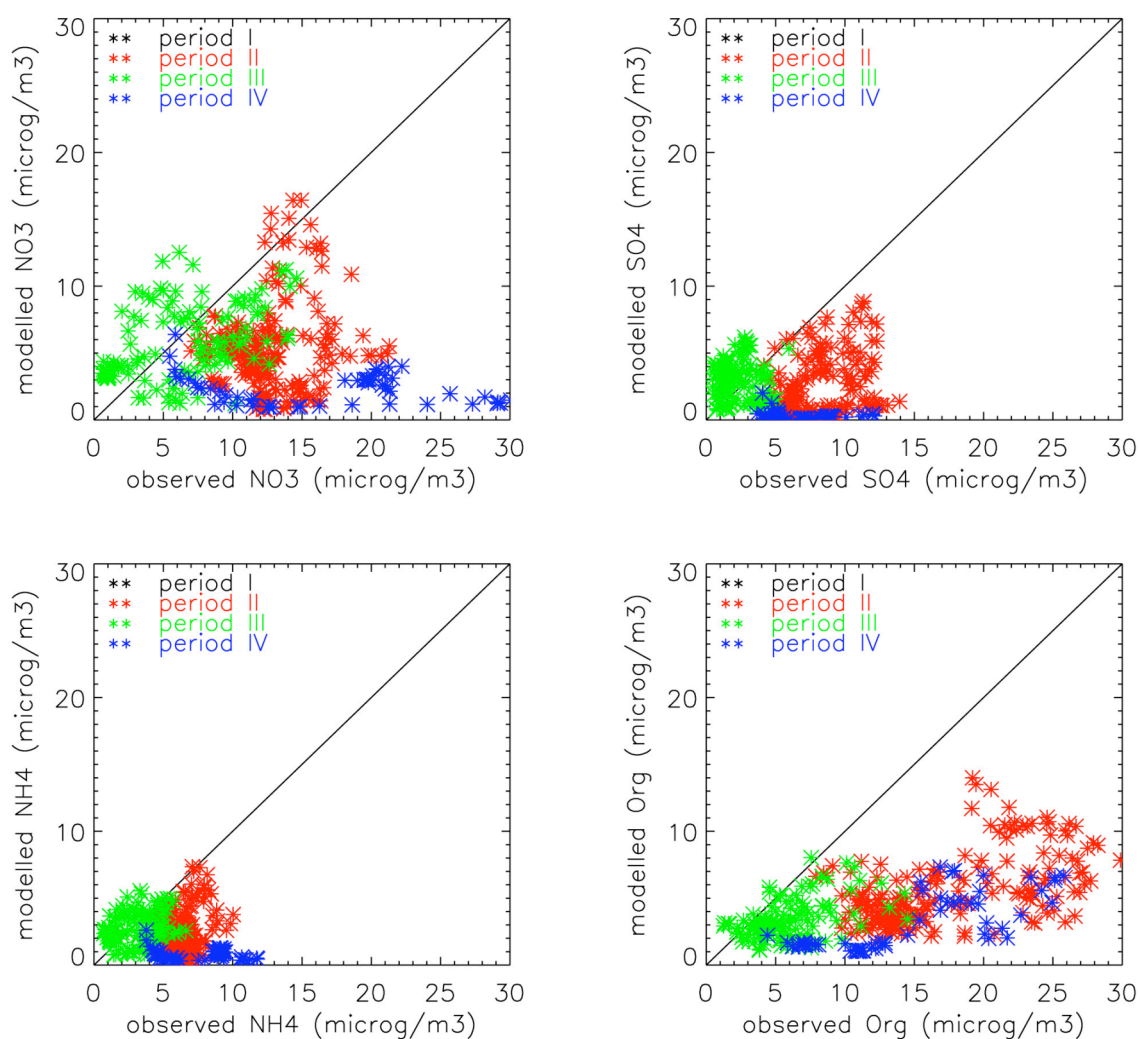 30
20
10
0
modelled NO3 (microg/m3)
** period I
** period II
** period III
** period IV
0 5 10 15 20 25 30
observed NO3 (microg/m3)
30
20
10
0
modelled SO4 (microg/m3)
** period I
** period II
** period III
** period IV
0 5 10 15 20 25 30
observed SO4 (microg/m3)
30
20
10
0
modelled NH4 (microg/m3)
** period I
** period II
** period III
** period IV
0 5 10 15 20 25 30
observed NH4 (microg/m3)
30
20
10
0
modelled Org (microg/m3)
** period I
** period II
** period III
** period IV
0 5 10 15 20 25 30
observed Org (microg/m3)